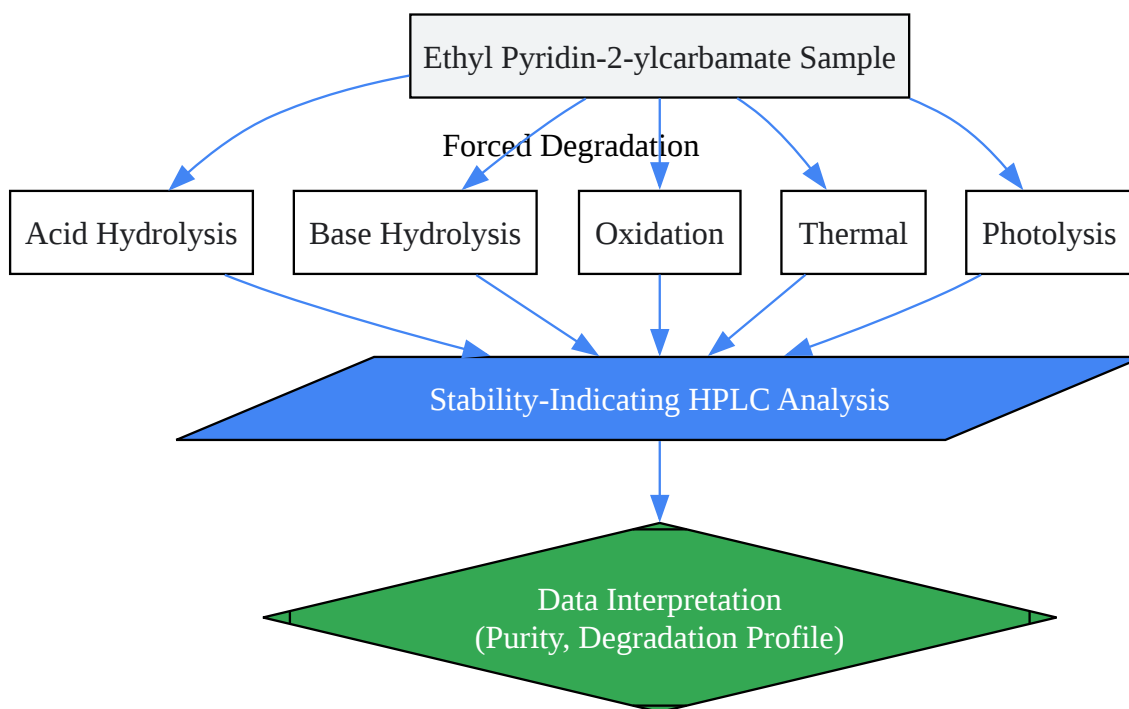 Ethyl Pyridin-2-ylcarbamate Sample
Forced Degradation
Acid Hydrolysis
Base Hydrolysis
Oxidation
Thermal
Photolysis
Stability-Indicating HPLC Analysis
Data Interpretation
(Purity, Degradation Profile)